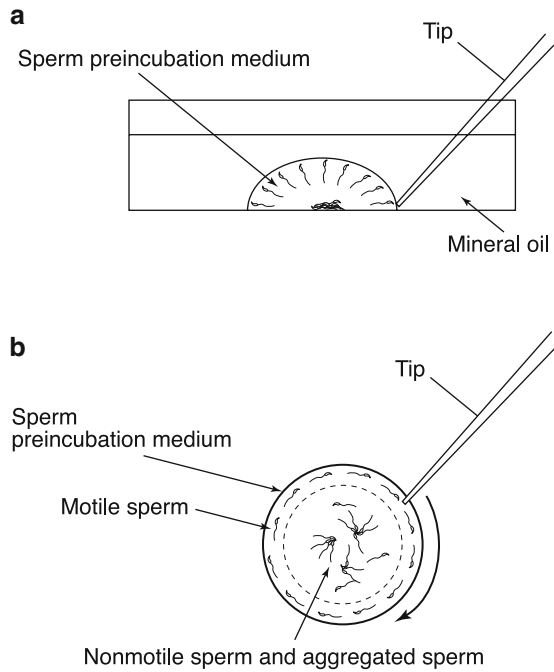 a
Tip
Sperm preincubation medium
Mineral oil
b
Tip
Sperm
preincubation medium
Motile sperm
Nonmotile sperm and aggregated sperm